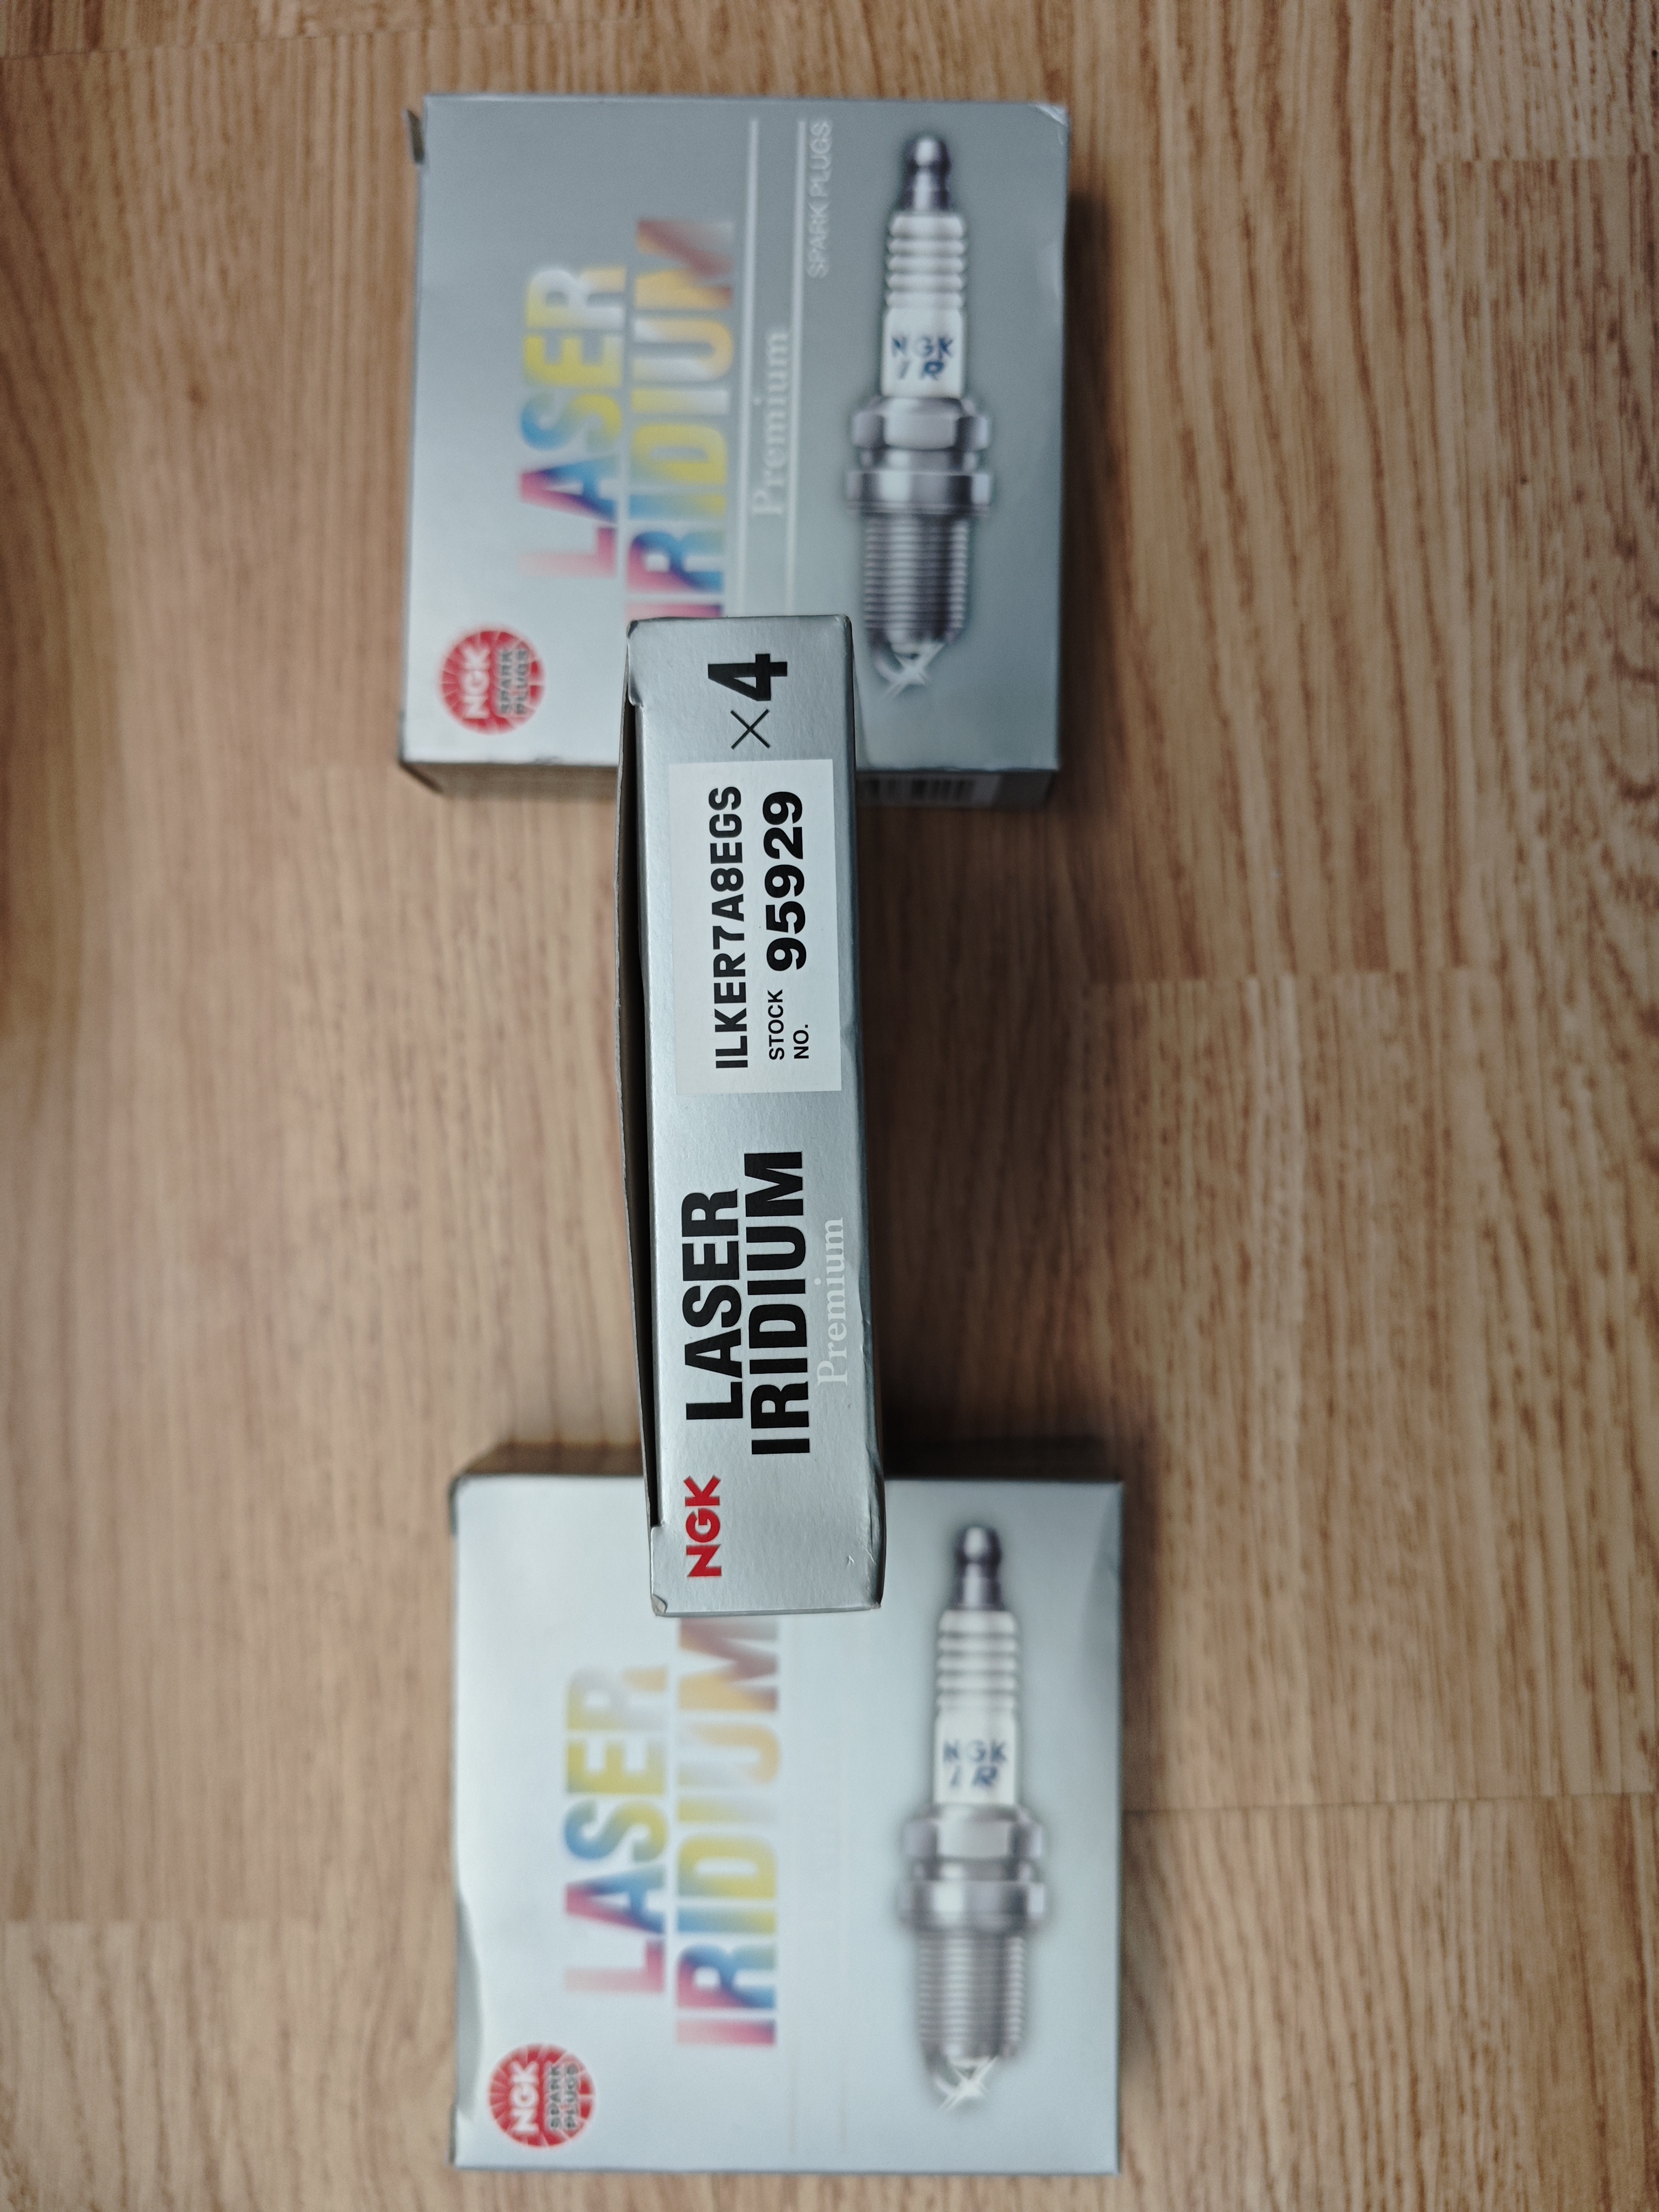 NGK
SPARK
PLUGS
LASER
IRIDIUM
Premium
SPARK PLUGS
NGK
IR
NGK
LASER
IRIDIUM
Premium
ILKER7A8EGS
STOCK NO. 95929
×4
NGK
SPARK
PLUGS
LASER
IRIDIUM
NGK
IR